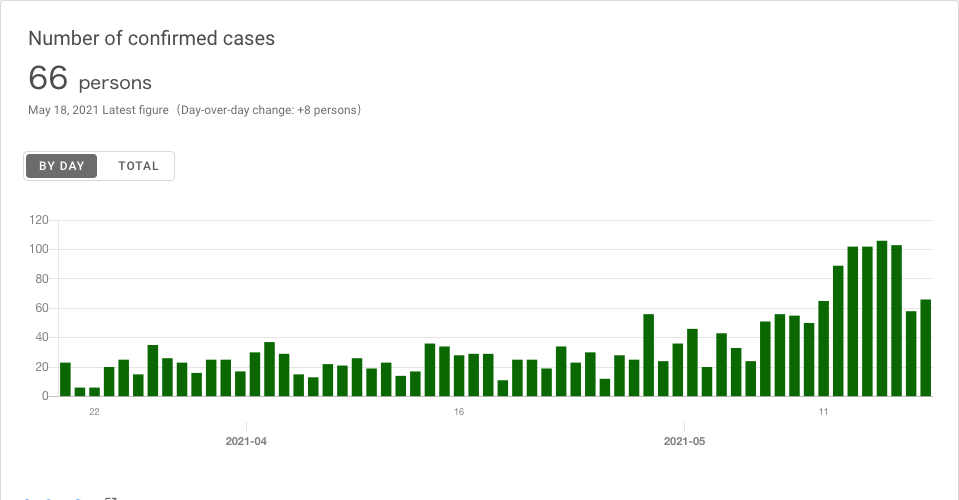 Number of confirmed cases
66 persons
May 18, 2021 Latest figure（Day-over-day change: +8 persons）
BY DAY TOTAL
120
100
80
60
40
20
0
22 16 11
2021-04 2021-05